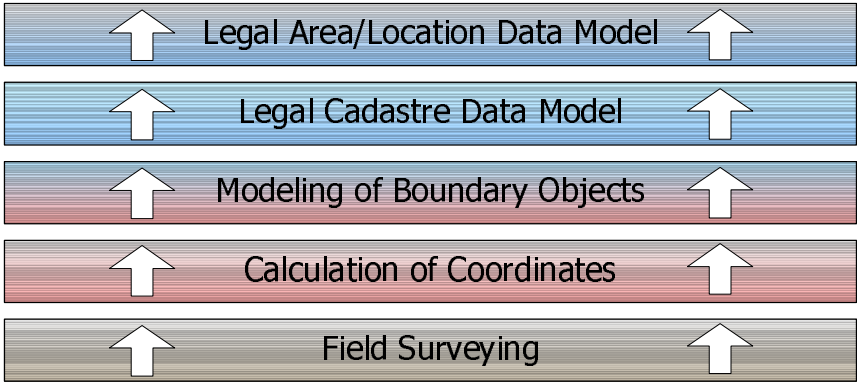 Legal Area/Location Data Model
Legal Cadastre Data Model
Modeling of Boundary Objects
Calculation of Coordinates
Field Surveying